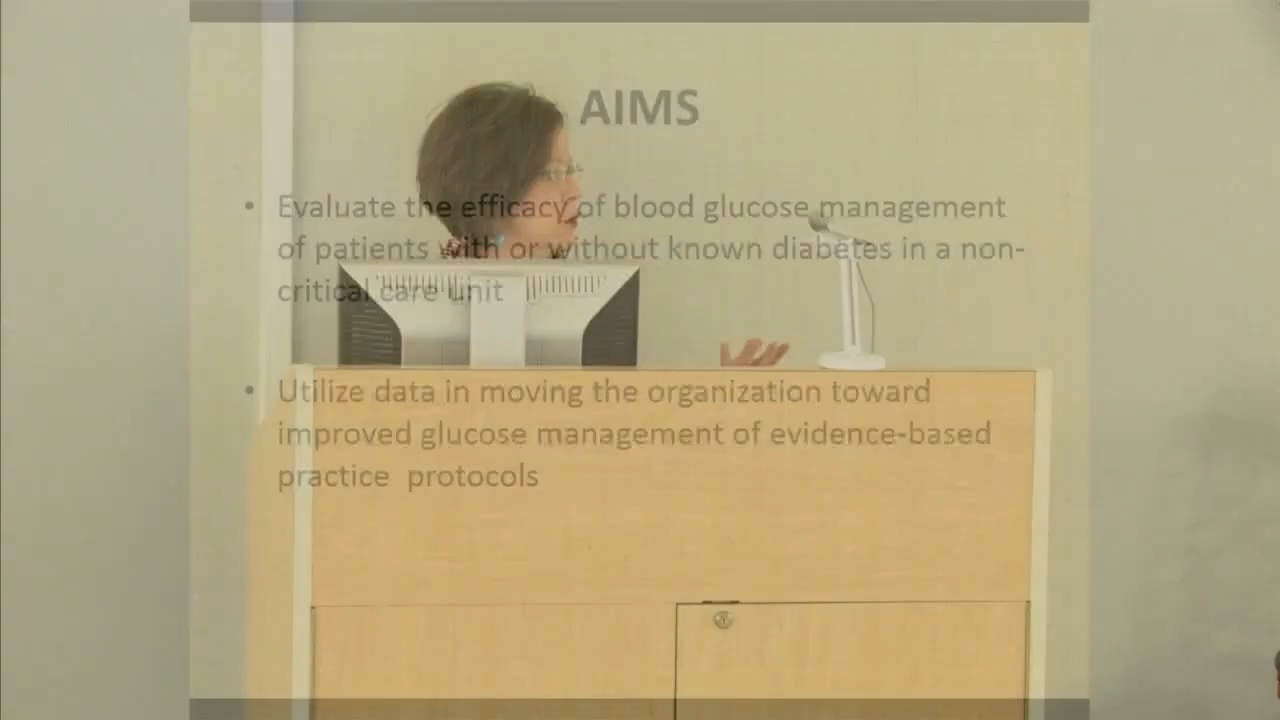 AIMS
• Evaluate the efficacy of blood glucose management
of patients with or without known diabetes in a non-
critical care unit
• Utilize data in moving the organization toward
improved glucose management of evidence-based
practice protocols